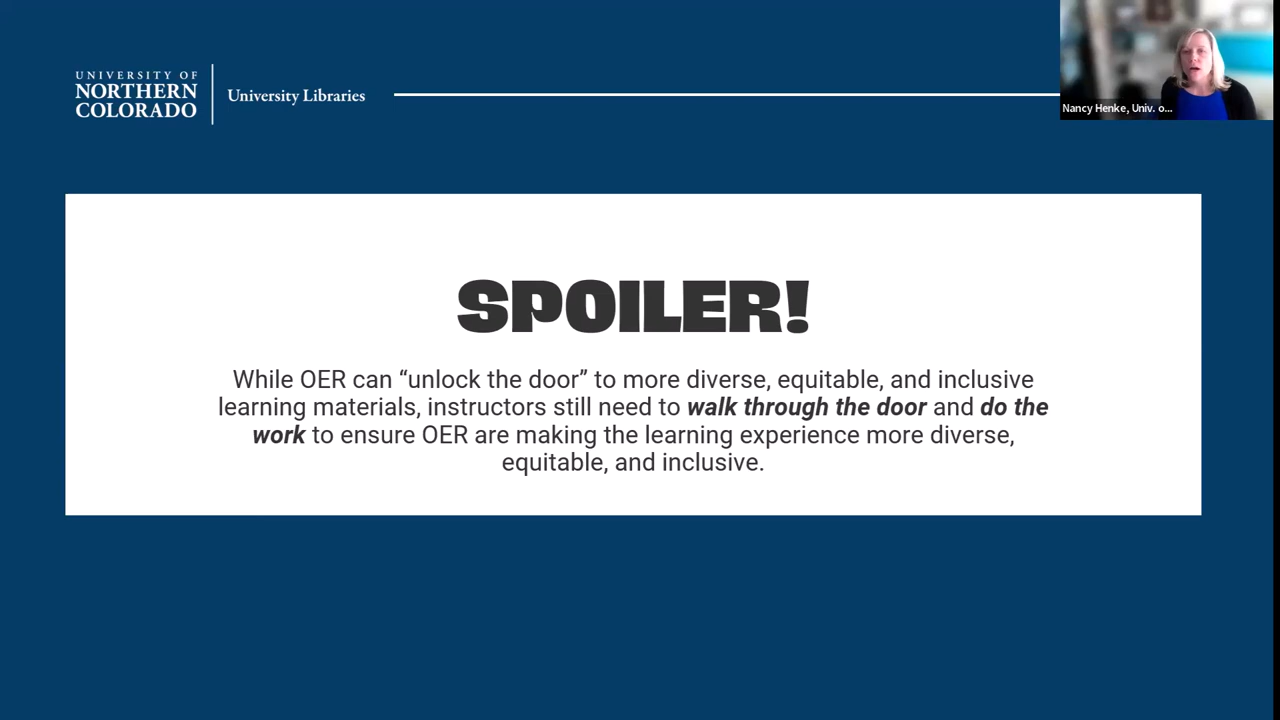 UNIVERSITY OF
NORTHERN
COLORADO
University Libraries
Nancy Henke, Univ. o...
SPOILER!
While OER can “unlock the door” to more diverse, equitable, and inclusive
learning materials, instructors still need to walk through the door and do the
work to ensure OER are making the learning experience more diverse,
equitable, and inclusive.